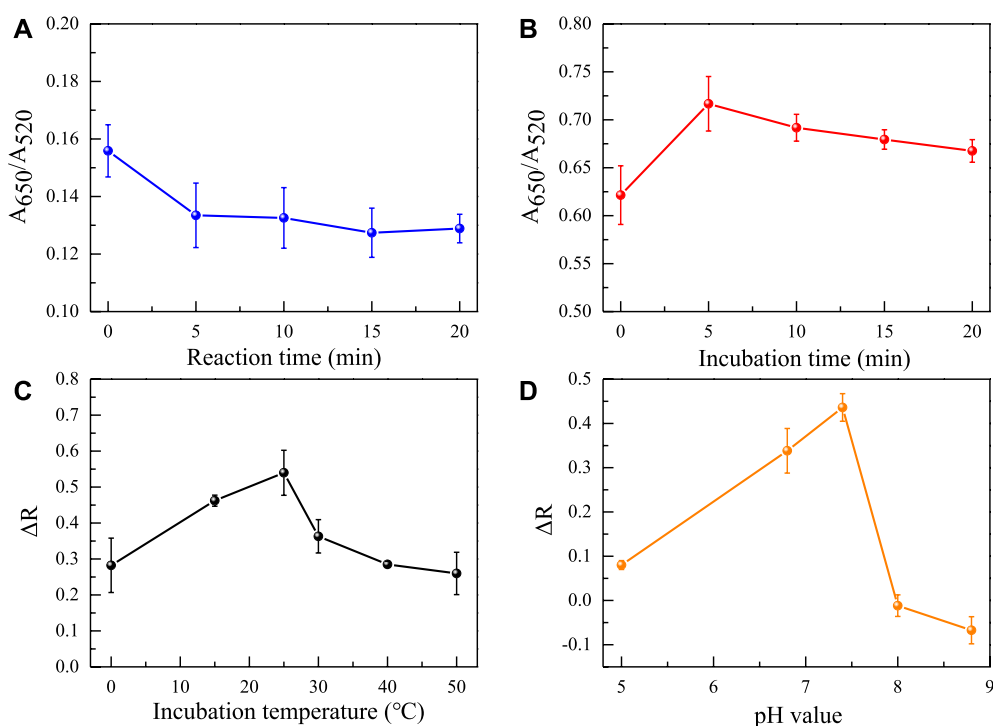 A
A650/A520
0.20
0.18
0.16
0.14
0.12
0.10
0 5 10 15 20
Reaction time (min)
B
A650/A520
0.80
0.75
0.70
0.65
0.60
0.55
0.50
0 5 10 15 20
Incubation time (min)
C
ΔR
0.8
0.7
0.6
0.5
0.4
0.3
0.2
0.1
0.0
0 10 20 30 40 50
Incubation temperature (°C)
D
ΔR
0.5
0.4
0.3
0.2
0.1
0.0
-0.1
5 6 7 8 9
pH value